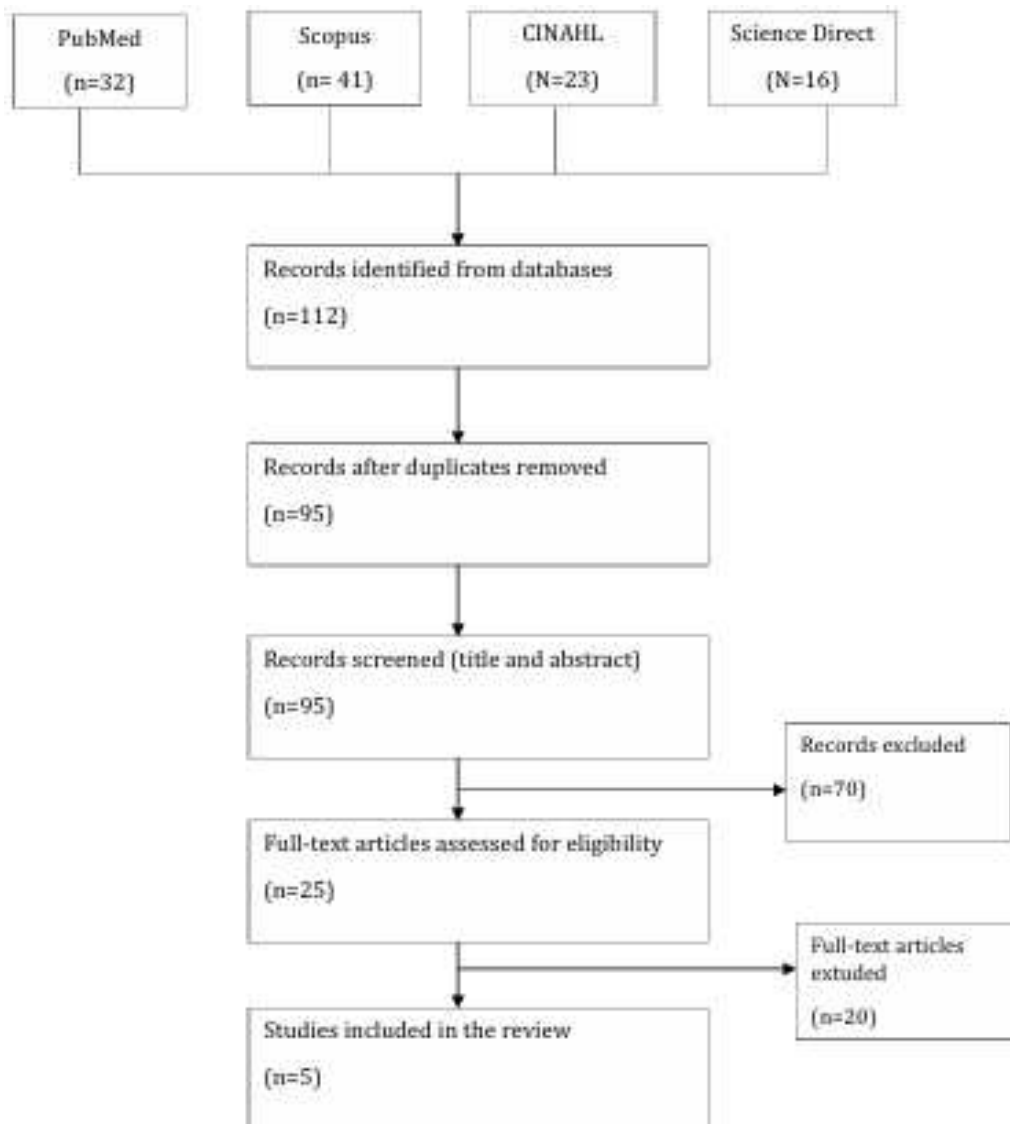 PubMed
(n=32)
Scopus
(n= 41)
CINAHL
(N=23)
Science Direct
(N=16)
Records identified from databases
(n=112)
Records after duplicates removed
(n=95)
Records screened (title and abstract)
(n=95)
Records excluded
(n=70)
Full-text articles assessed for eligibility
(n=25)
Full-text articles
extuded
(n=20)
Studies included in the review
(n=5)